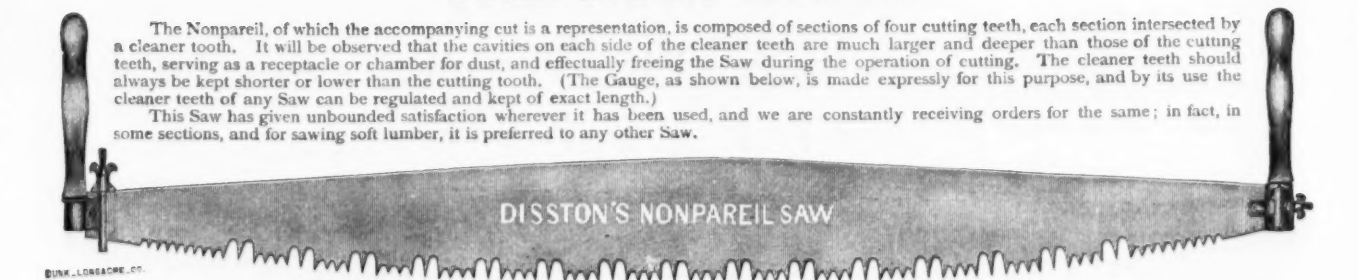 The Nonpareil, of which the accompanying cut is a representation, is composed of sections of four cutting teeth, each section intersected by
a cleaner tooth. It will be observed that the cavities on each side of the cleaner teeth are much larger and deeper than those of the cutting
teeth, serving as a receptacle or chamber for dust, and effectually freeing the Saw during the operation of cutting. The cleaner teeth should
always be kept shorter or lower than the cutting tooth. (The Gauge, as shown below, is made expressly for this purpose, and by its use the
cleaner teeth of any Saw can be regulated and kept of exact length.)
This Saw has given unbounded satisfaction wherever it has been used, and we are constantly receiving orders for the same; in fact, in
some sections, and for sawing soft lumber, it is preferred to any other Saw.
DISSTON'S NONPAREIL SAW
LONGACRE CO.